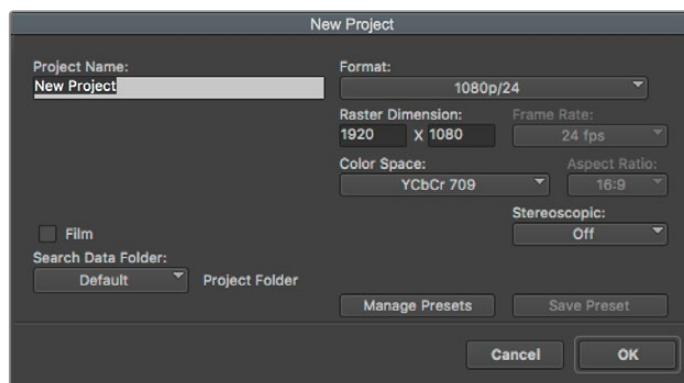 New Project
Project Name:
New Project
Format:
1080p/24
Raster Dimension:
1920 X 1080
Frame Rate:
24 fps
Color Space:
YCbCr 709
Aspect Ratio:
16:9
Stereoscopic:
Off
Film
Search Data Folder:
Default
Project Folder
Manage Presets
Save Preset
Cancel
OK